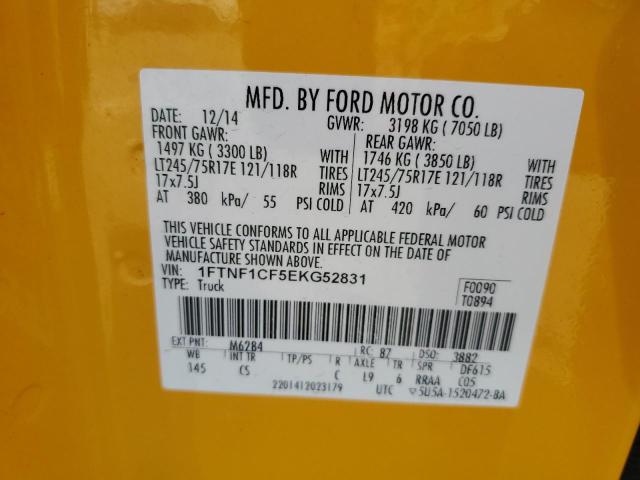 MFD. BY FORD MOTOR CO.
DATE: 12/14 GVWR: 3198 KG ( 7050 LB)
FRONT GAWR: REAR GAWR:
1497 KG ( 3300 LB) WITH 1746 KG ( 3850 LB) WITH
LT245/75R17E 121/118R TIRES LT245/75R17E 121/118R TIRES
17x7.5J RIMS 17x7.5J RIMS
AT 380 kPa/ 55 PSI COLD AT 420 kPa/ 60 PSI COLD
THIS VEHICLE CONFORMS TO ALL APPLICABLE FEDERAL MOTOR
VEHICLE SAFETY STANDARDS IN EFFECT ON THE DATE OF
MANUFACTURE SHOWN ABOVE.
VIN: 1FTNF1CF5EKG52831 F0090
TYPE: Truck T0894
EXT PNT: M6284 RC: 87 DSO: 3882
WB INT TR TP/PS R AXLE TR SPR DF615
145 CS C L9 6 RRAA C05
2201412023179 UTC ▽5U5A-1520472-BA